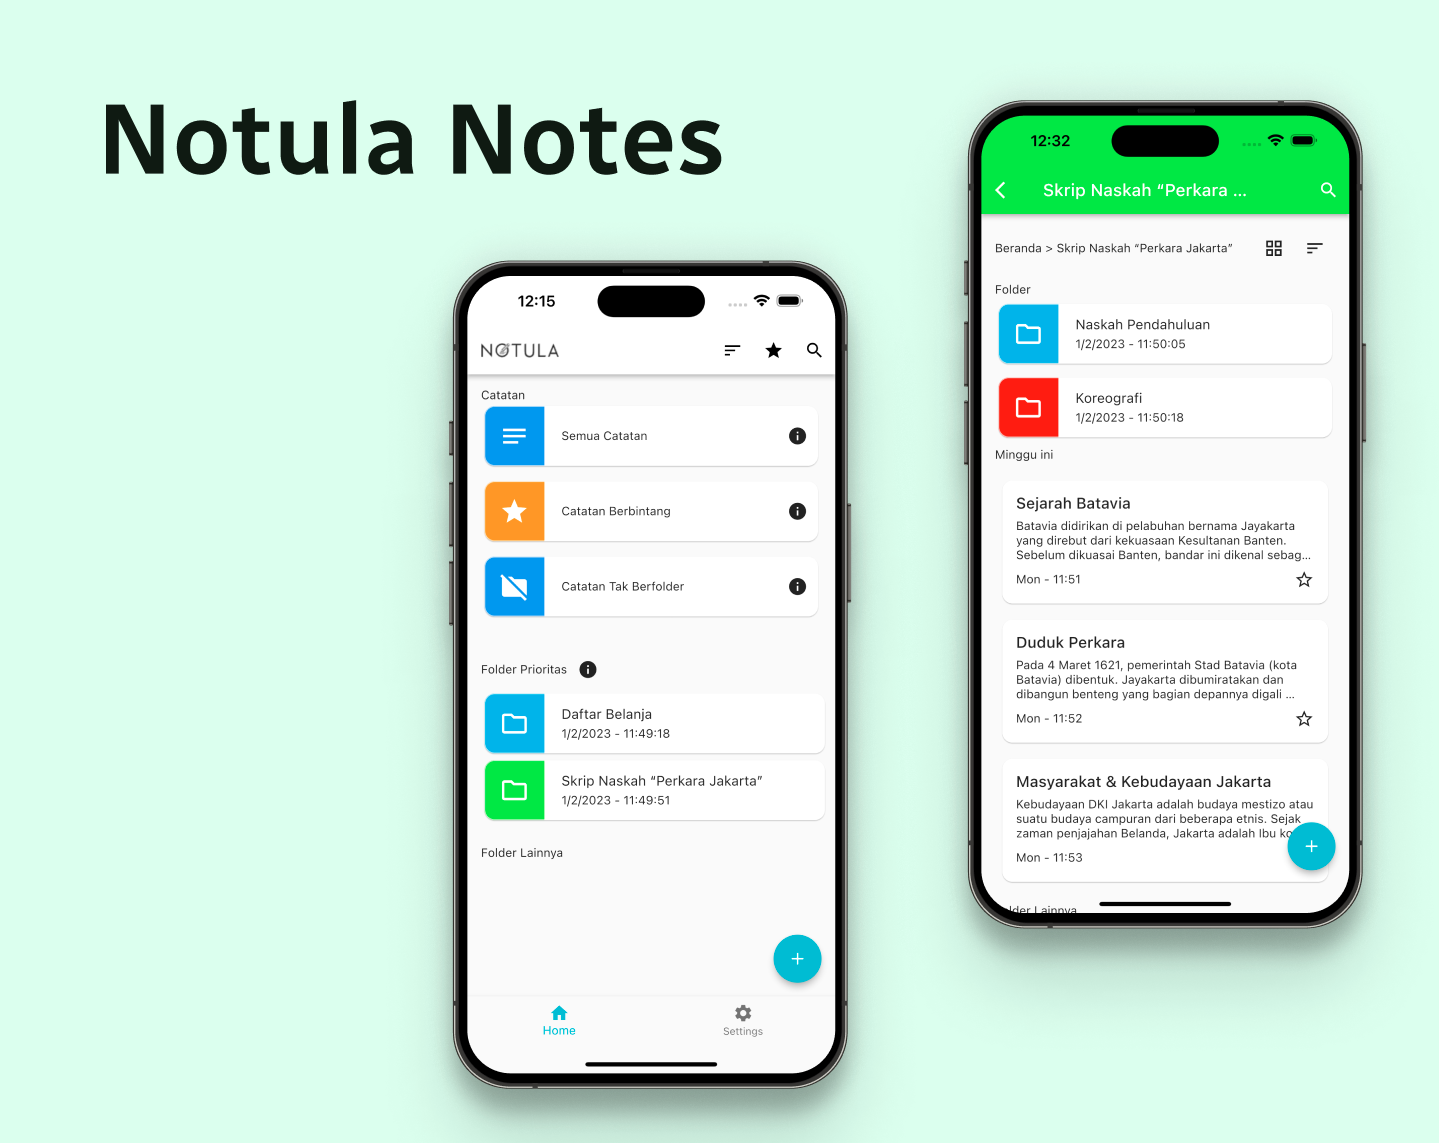 Notula Notes
12:15
NOTULA
Catatan
Semua Catatan
Catatan Berbintang
Catatan Tak Berfolder
Folder Prioritas
Daftar Belanja
1/2/2023 - 11:49:18
Skrip Naskah “Perkara Jakarta”
1/2/2023 - 11:49:51
Folder Lainnya
Home
Settings
12:32
Skrip Naskah “Perkara ...
Beranda > Skrip Naskah “Perkara Jakarta”
Folder
Naskah Pendahuluan
1/2/2023 - 11:50:05
Koreografi
1/2/2023 - 11:50:18
Minggu ini
Sejarah Batavia
Batavia didirikan di pelabuhan bernama Jayakarta
yang direbut dari kekuasaan Kesultanan Banten.
Sebelum dikuasai Banten, bandar ini dikenal sebag...
Mon - 11:51
Duduk Perkara
Pada 4 Maret 1621, pemerintah Stad Batavia (kota
Batavia) dibentuk. Jayakarta dibumiratakan dan
dibangun benteng yang bagian depannya digali ...
Mon - 11:52
Masyarakat & Kebudayaan Jakarta
Kebudayaan DKI Jakarta adalah budaya mestizo atau
suatu budaya campuran dari beberapa etnis. Sejak
zaman penjajahan Belanda, Jakarta adalah Ibu
Mon - 11:53
Lainnya